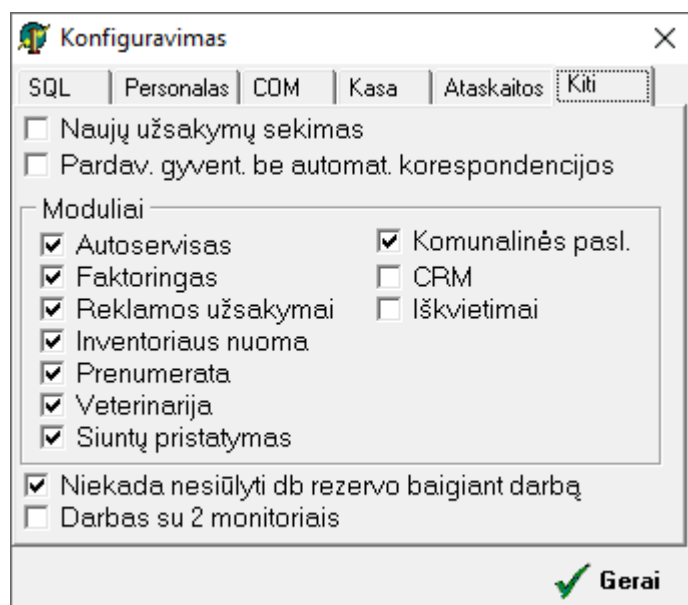 Konfiguravimas
SQL Personalas COM Kasa Ataskaitos Kiti
Naujų užsakymų sekimas
Pardav. gyvent. be automat. korespondencijos
Moduliai
Autoservisas
Faktoringas
Reklamos užsakymai
Inventoriaus nuoma
Prenumerata
Veterinarija
Siuntų pristatymas
Komunalinės pasl.
CRM
Iškvietimai
Niekada nesiūlyti db rezervo baigiant darbą
Darbas su 2 monitoriais
Gerai